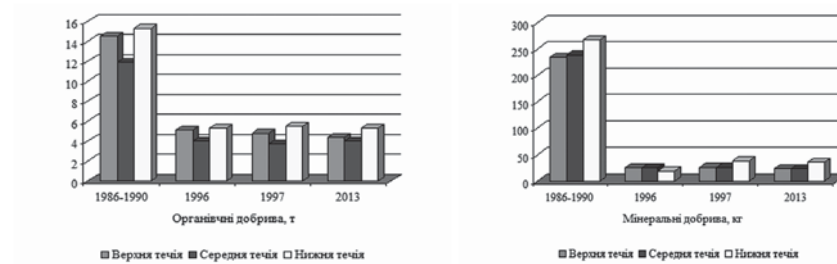 16
14
12
10
8
6
4
2
0
1986-1990 1996 1997 2013
Органівчні добрива, т
Верхня течія Середня течія Нижня течія
300
250
200
150
100
50
0
1986-1990 1996 1997 2013
Мінеральні добрива, кг
Верхня течія Середня течія Нижня течія